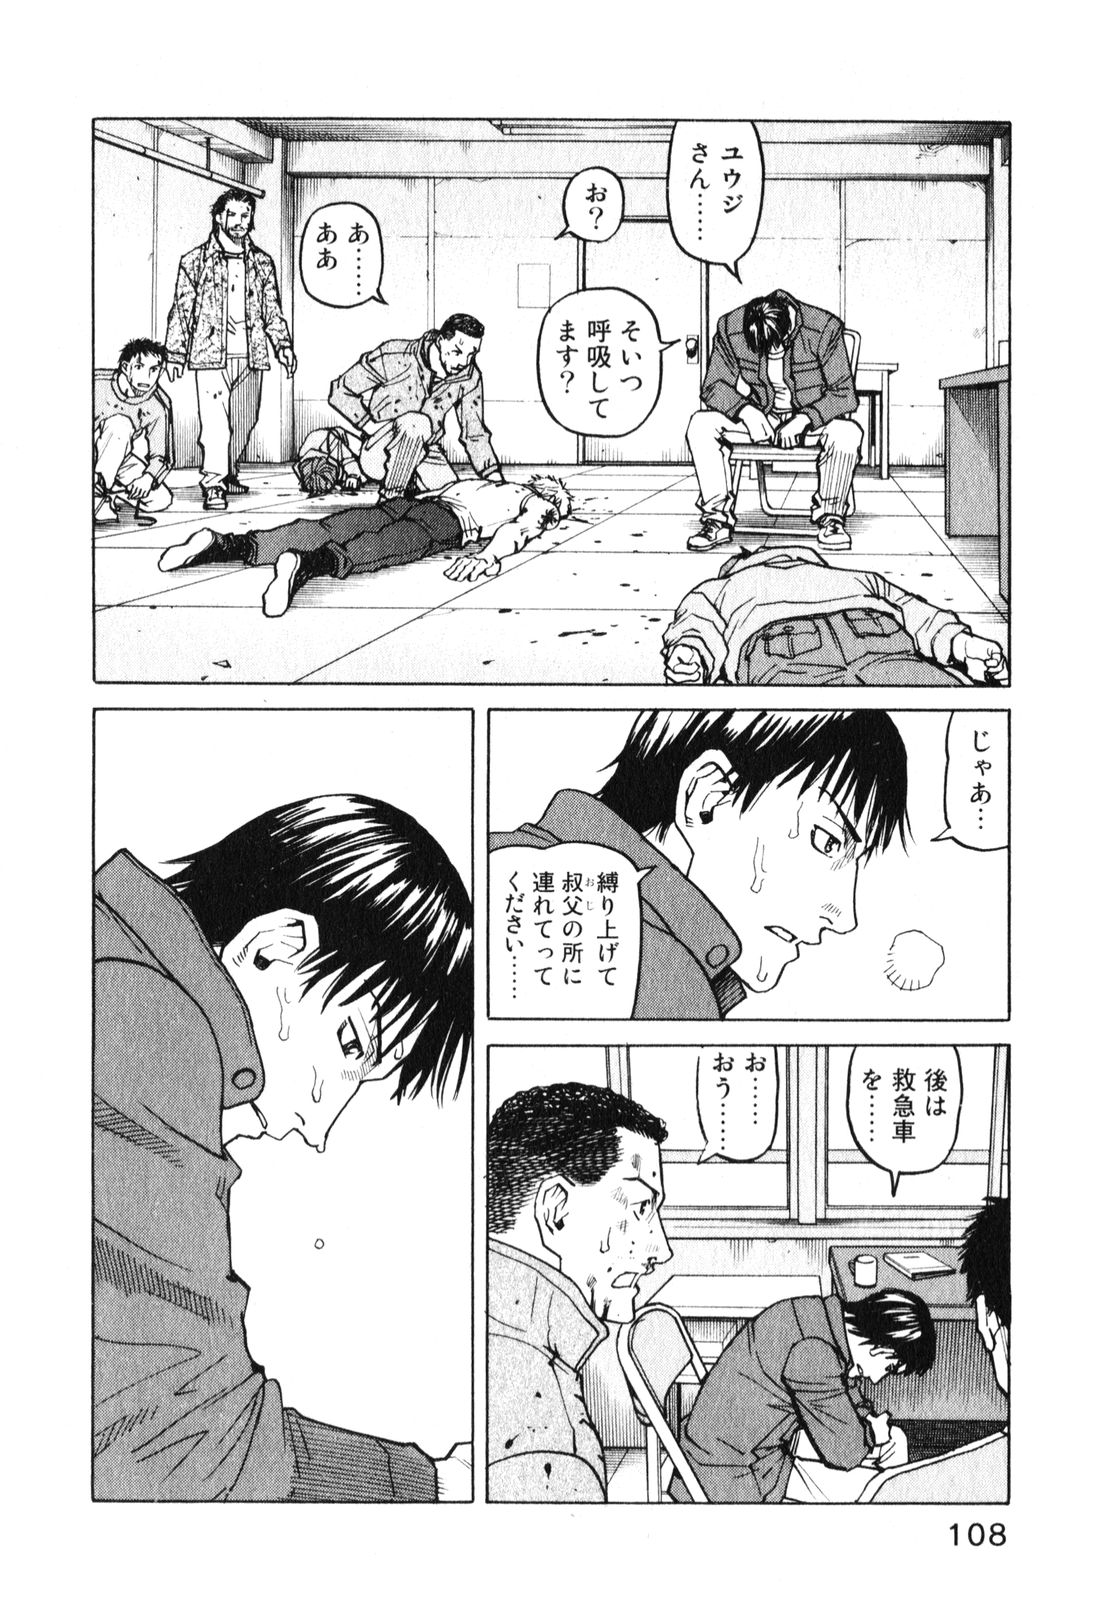 ユウジ
さん……
お？
そいつ
呼吸して
ます？
あ……
ああ
じゃあ…
縛り上げて
叔父の所に
おじ
連れてって
ください……
後は
救急車
を……
お……
おう……
108